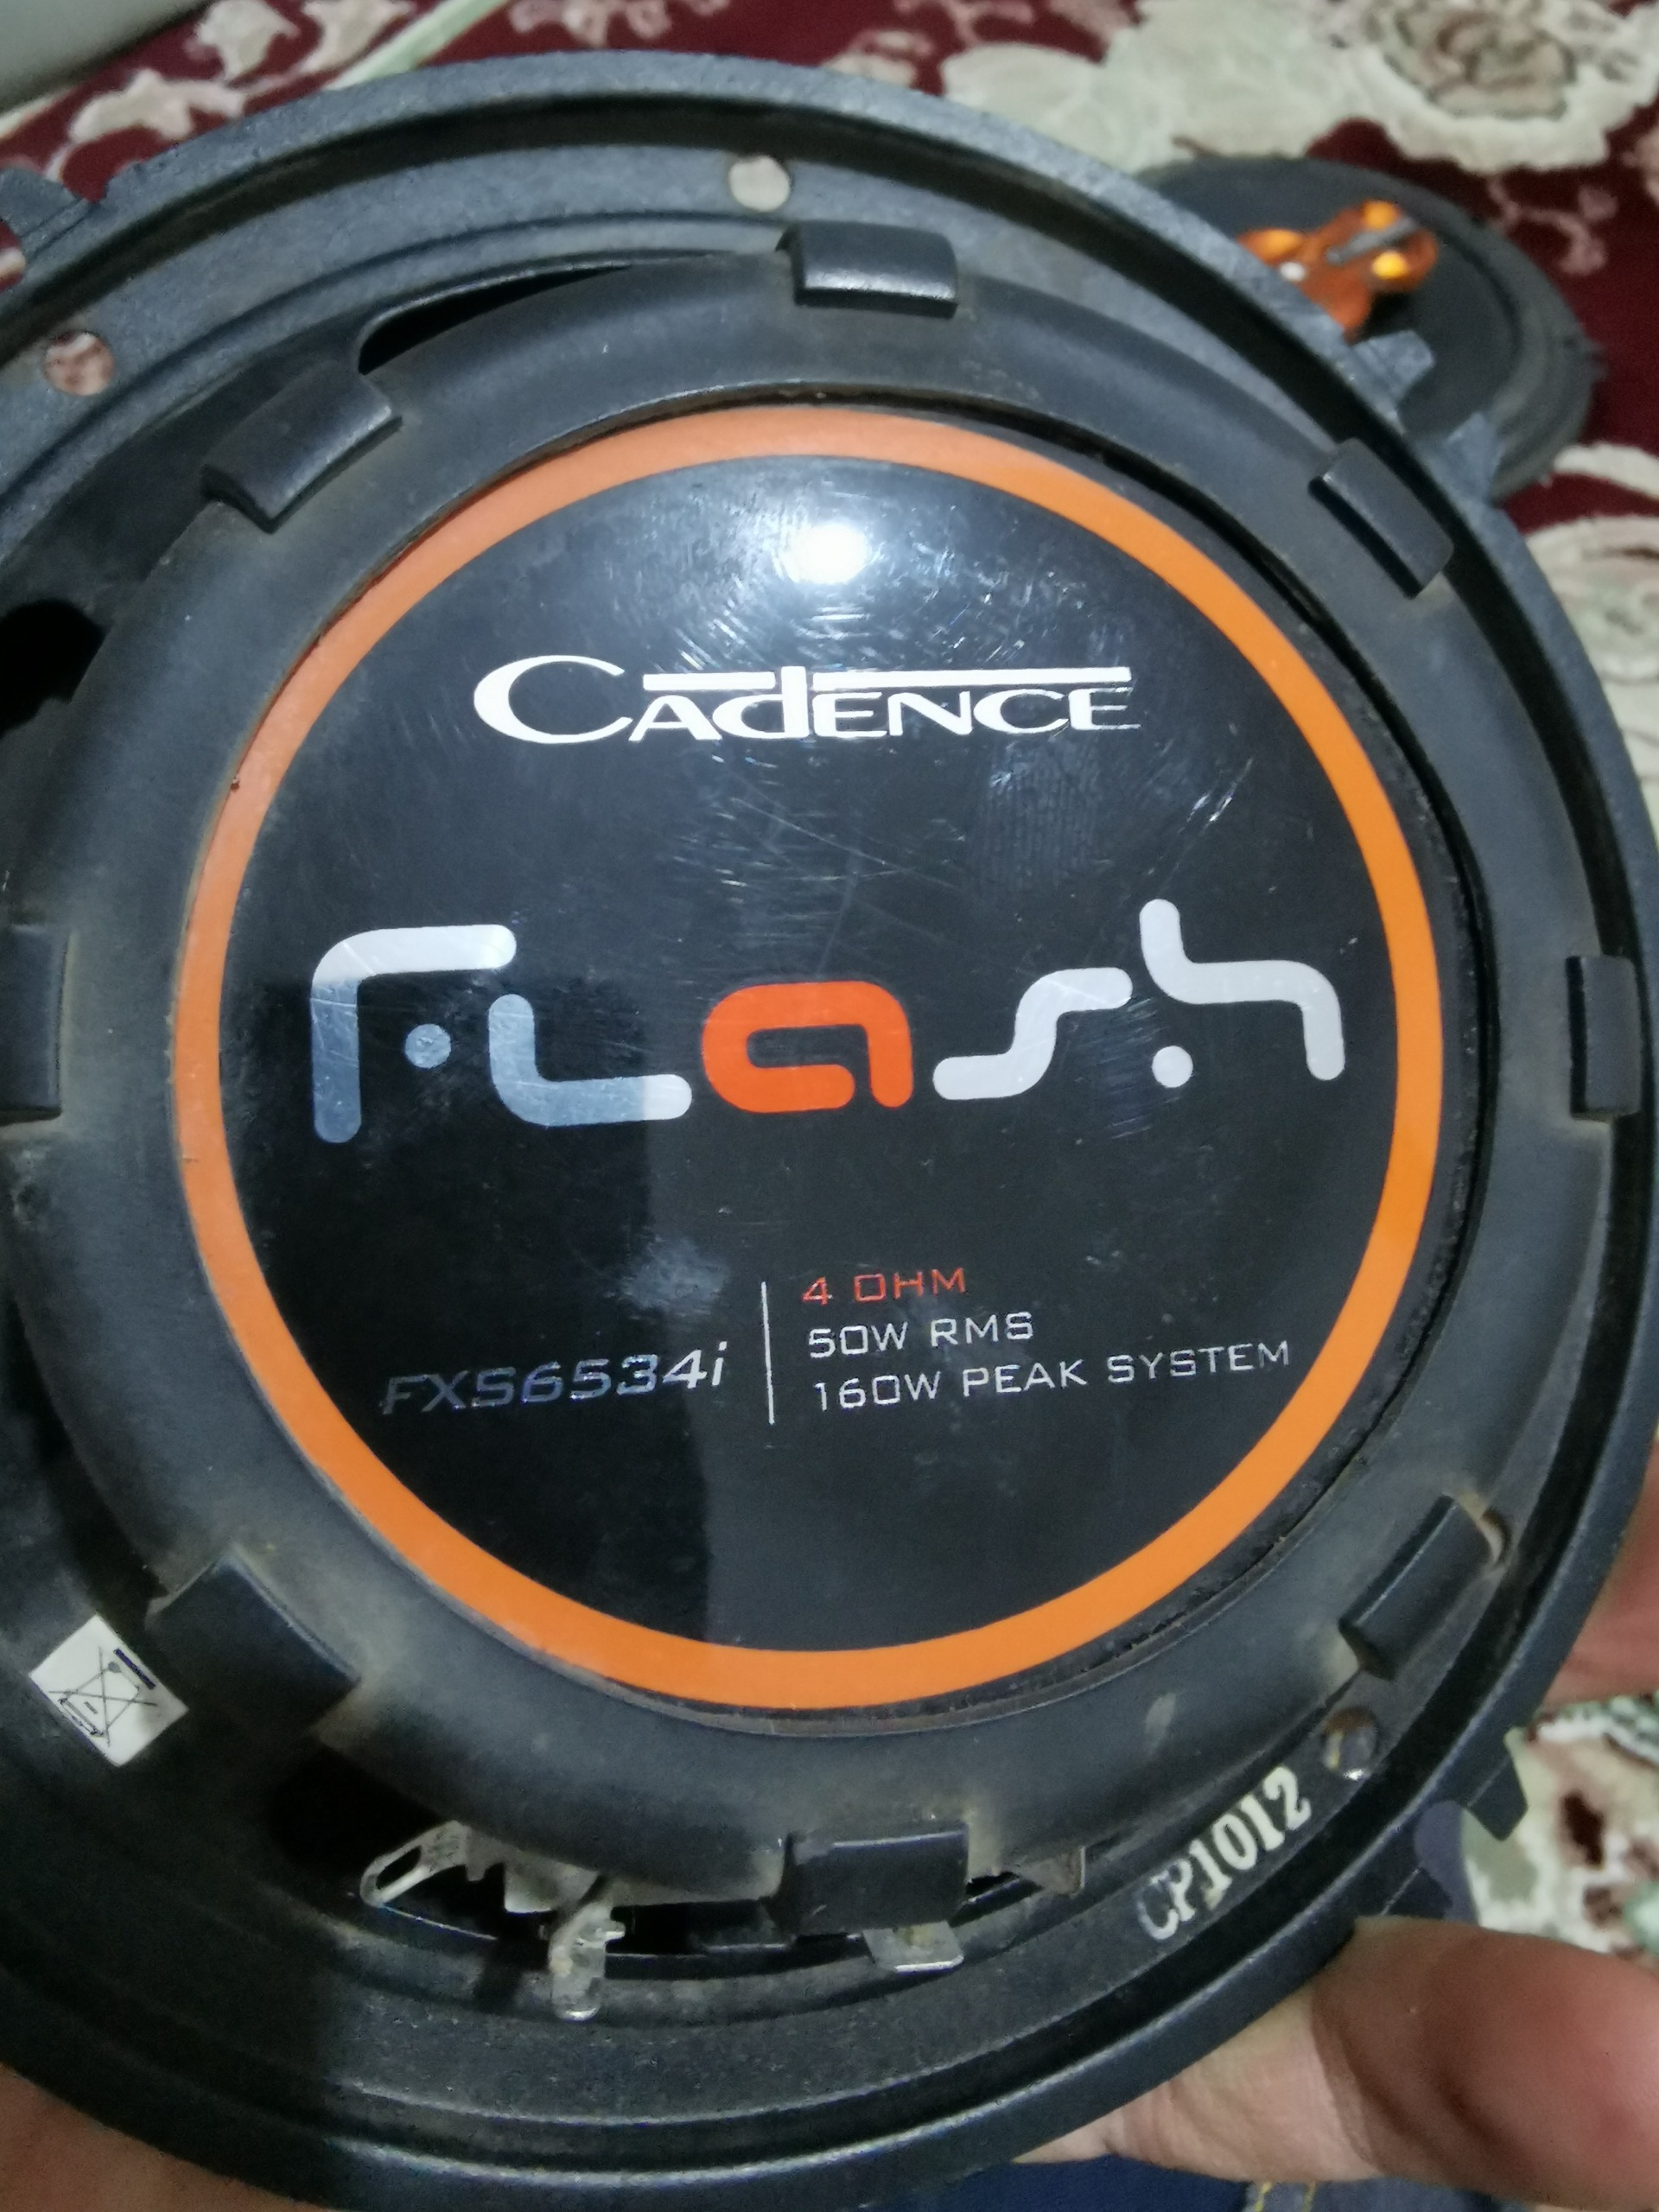 CADENCE
FLash
4 OHM
50W RMS
FXS6534i
160W PEAK SYSTEM
CP1012